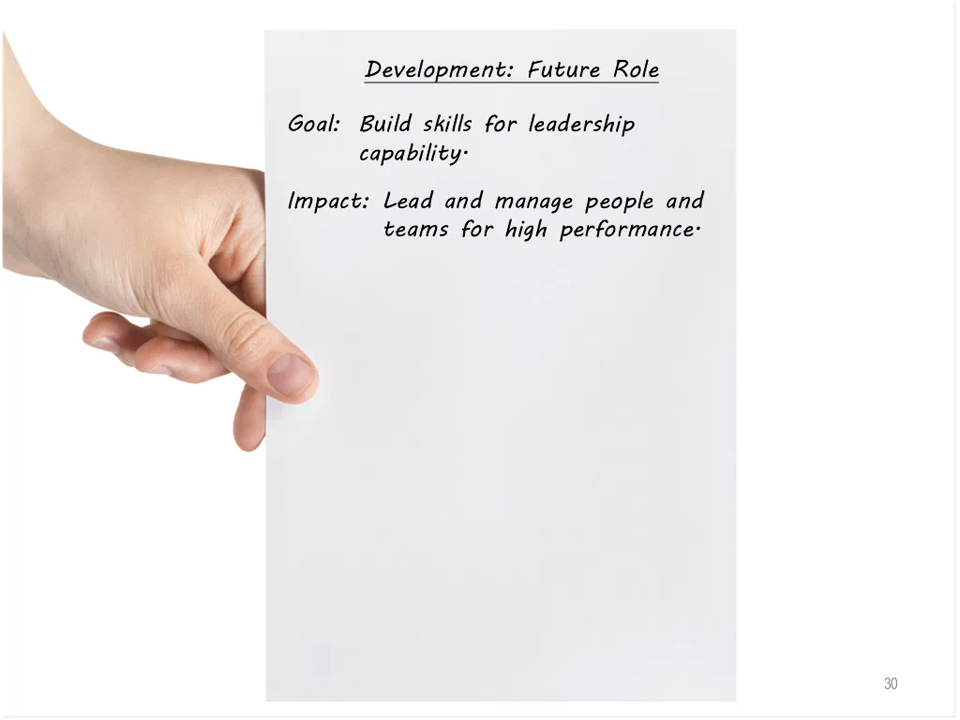 Development: Future Role
Goal: Build skills for leadership
capability.
Impact: Lead and manage people and
teams for high performance.
30